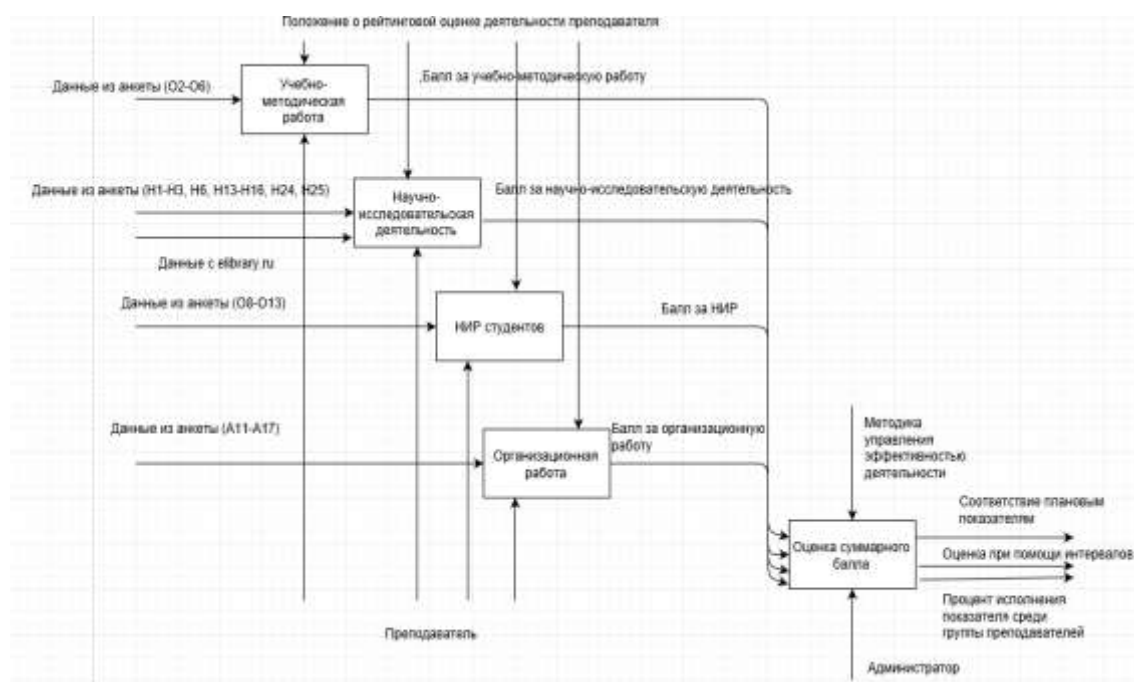 Положение о рейтинговой оценке деятельности преподавателя
Данные из анкеты (О2-О6)
Учебно-
методическая
работа
,Балл за учебно-методическую работу
Данные из анкеты (Н1-Н3, Н6, Н13-Н16, Н24, Н25)
Научно-
исследовательская
деятельность
Балл за научно-исследовательскую деятельность
Данные с elibrary.ru
Данные из анкеты (О8-О13)
НИР студентов
Балл за НИР
Данные из анкеты (А11-А17)
Организационная
работа
Балл за организационную
работу
Методика
управления
эффективностью
деятельности
Оценка суммарного
балла
Соответствие плановым
показателям
Оценка при помощи интервалов
Процент исполнения
показателя среди
группы преподавателей
Преподаватель
Администратор